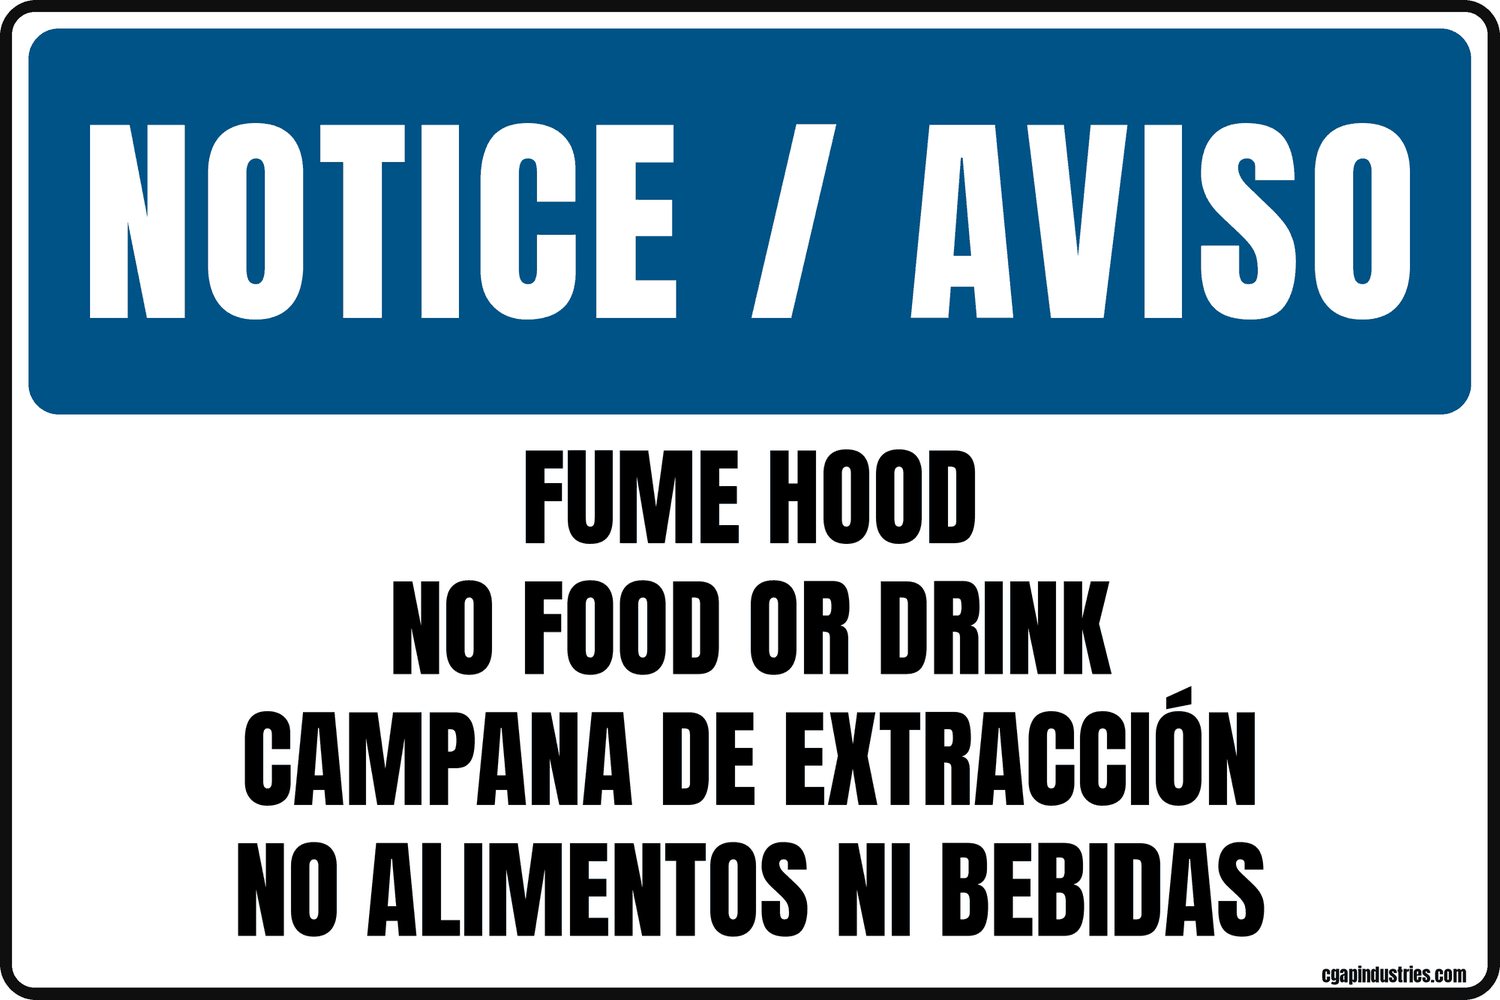 NOTICE / AVISO
FUME HOOD
NO FOOD OR DRINK
CAMPANA DE EXTRACCIÓN
NO ALIMENTOS NI BEBIDAS
cgapindustries.com